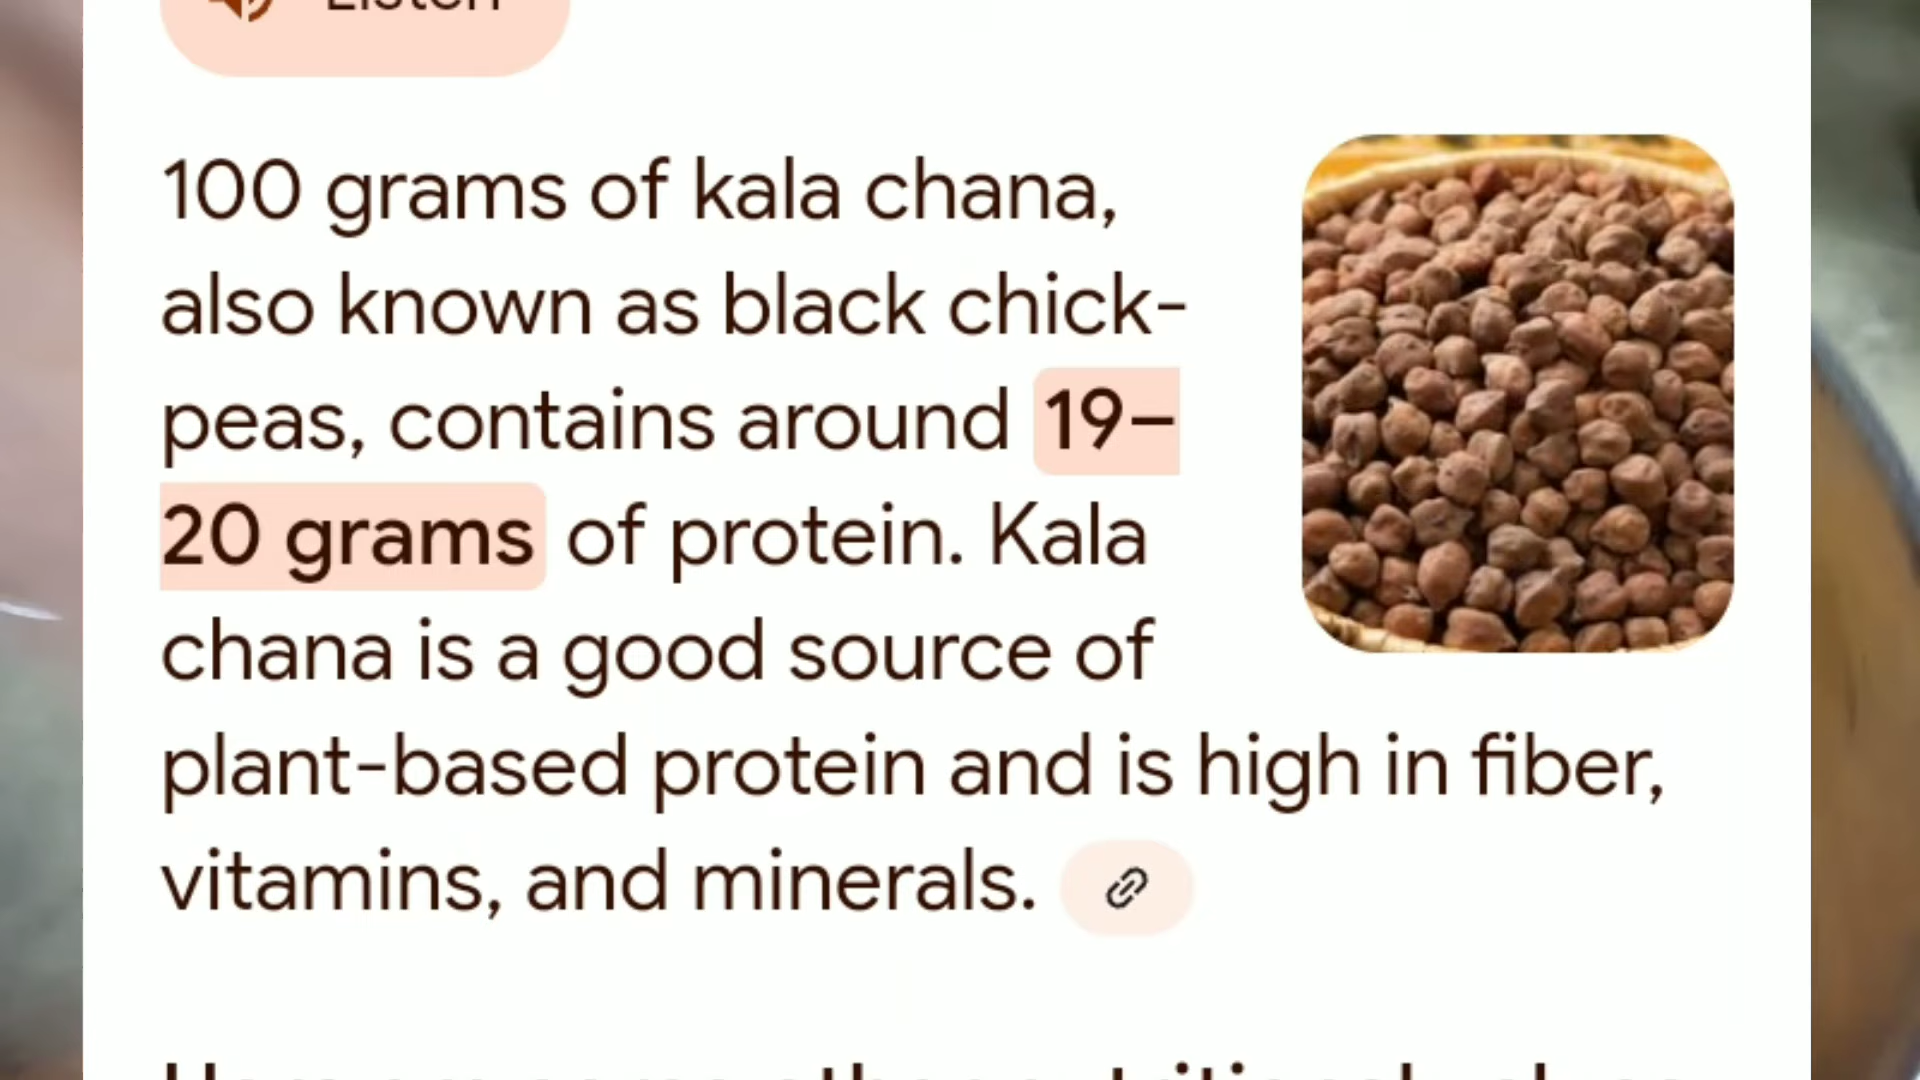 Listen
100 grams of kala chana,
also known as black chick-
peas, contains around 19–
20 grams of protein. Kala
chana is a good source of
plant-based protein and is high in fiber,
vitamins, and minerals.